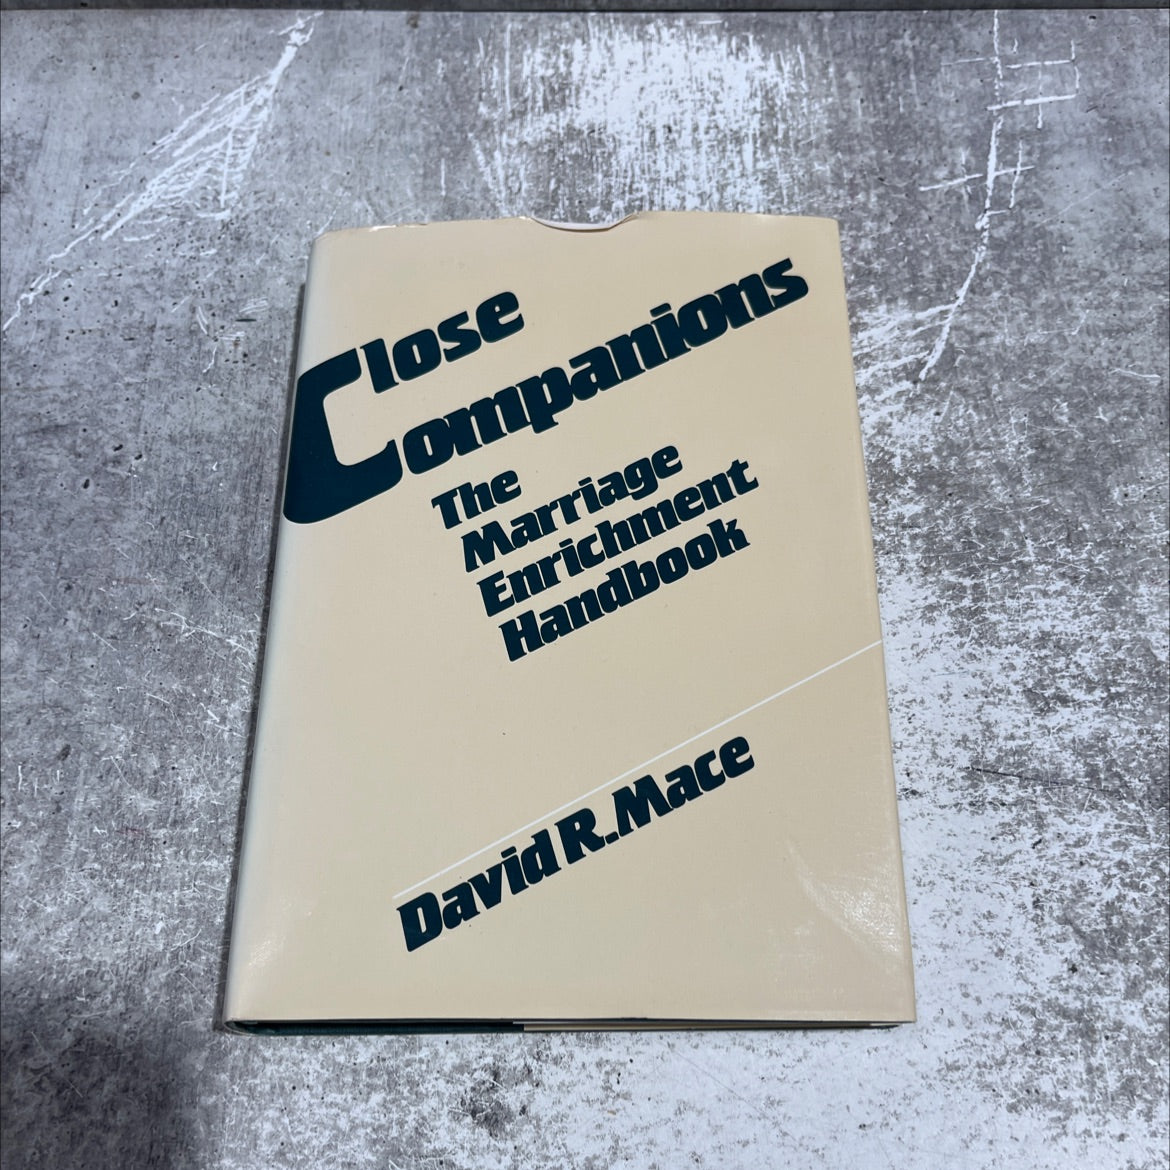 Close
Companions
The
Marriage
Enrichment
Handbook
David R. Mace